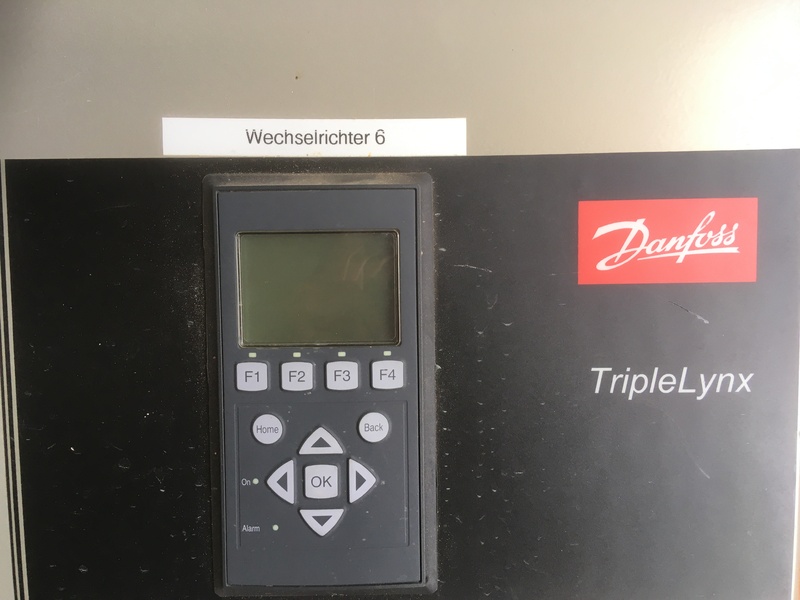 Wechselrichter 6
Danfoss
TripleLynx
F1 F2 F3 F4
Home Back
On OK
Alarm